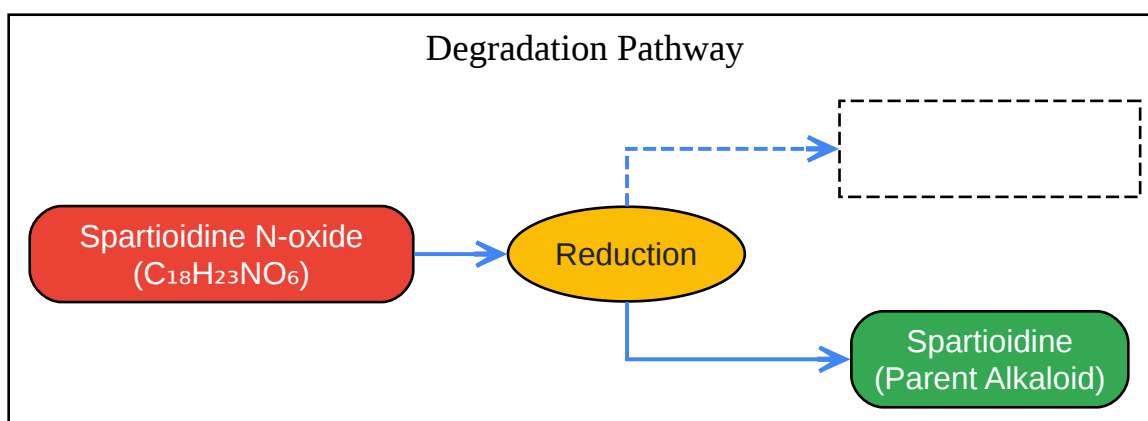 Degradation Pathway
Spartioidine N-oxide
(C₁₈H₂₃NO₆)
Reduction
Spartioidine
(Parent Alkaloid)